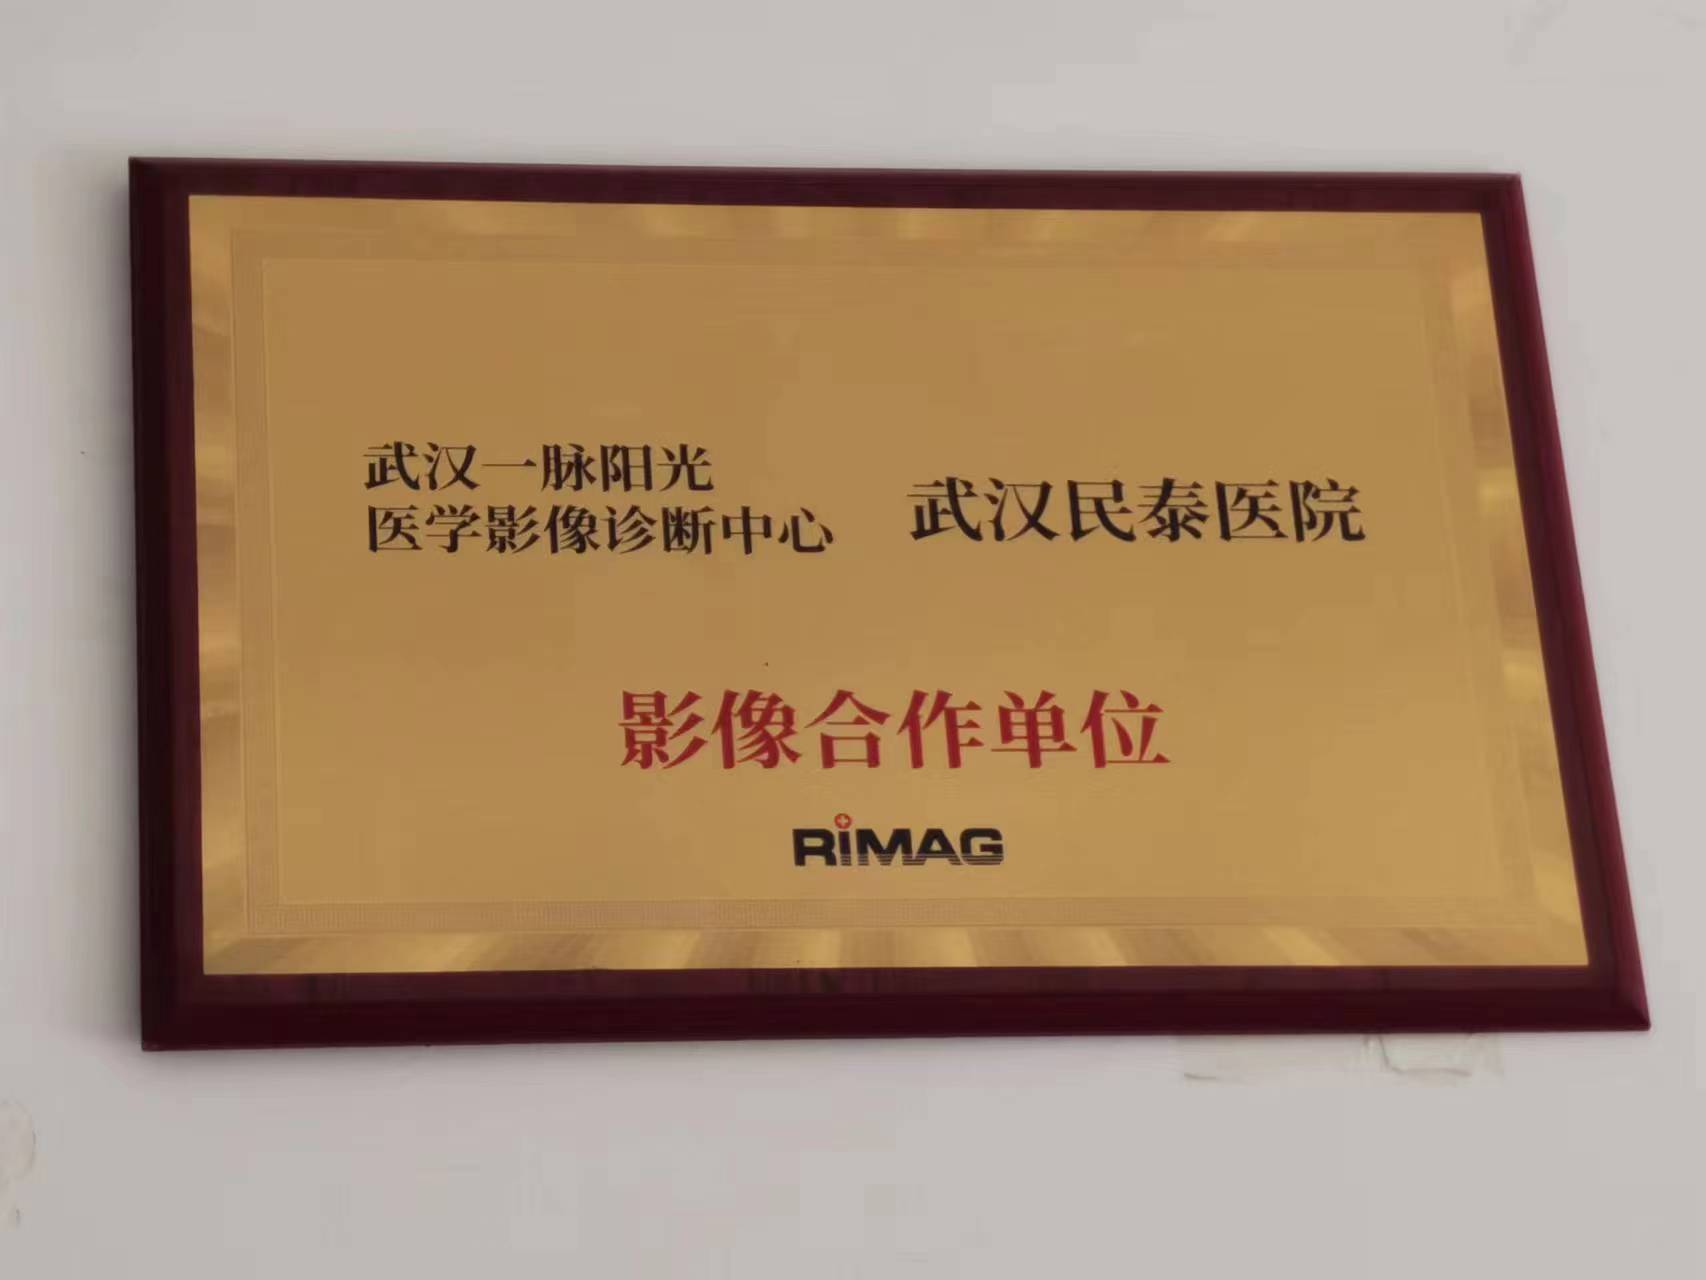 武汉一脉阳光
医学影像诊断中心
武汉民泰医院
影像合作单位
RiMAG